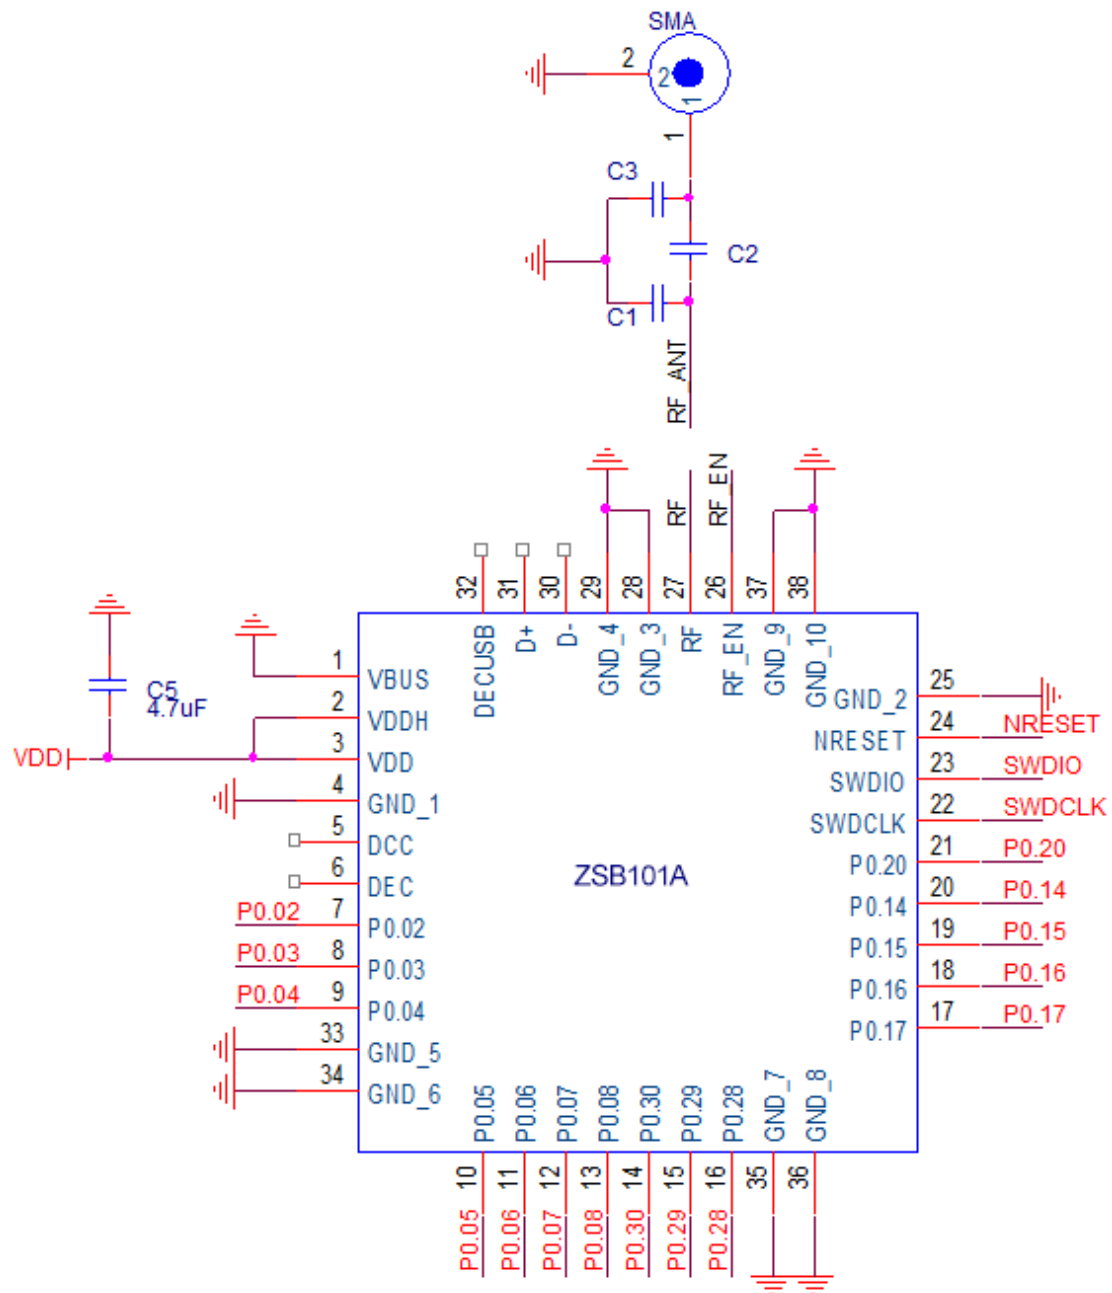 SMA
2
2
1
1
C3
C2
C1
RF_ANT
RF
RF_EN
32
31
30
29
28
27
26
37
38
DECUSB
D+
D-
GND_4
GND_3
RF
RF_EN
GND_9
GND_10
C5
4.7uF
VDD
1
VBUS
2
VDDH
3
VDD
4
GND_1
5
DCC
6
DEC
P0.02
7
P0.02
P0.03
8
P0.03
P0.04
9
P0.04
33
GND_5
34
GND_6
ZSB101A
GND_2
25
NRESET
24
NRESET
SWDIO
23
SWDIO
SWDCLK
22
SWDCLK
P0.20
21
P0.20
P0.14
20
P0.14
P0.15
19
P0.15
P0.16
18
P0.16
P0.17
17
P0.17
P0.05
P0.06
P0.07
P0.08
P0.30
P0.29
P0.28
GND_7
GND_8
10
11
12
13
14
15
16
35
36
P0.05
P0.06
P0.07
P0.08
P0.30
P0.29
P0.28